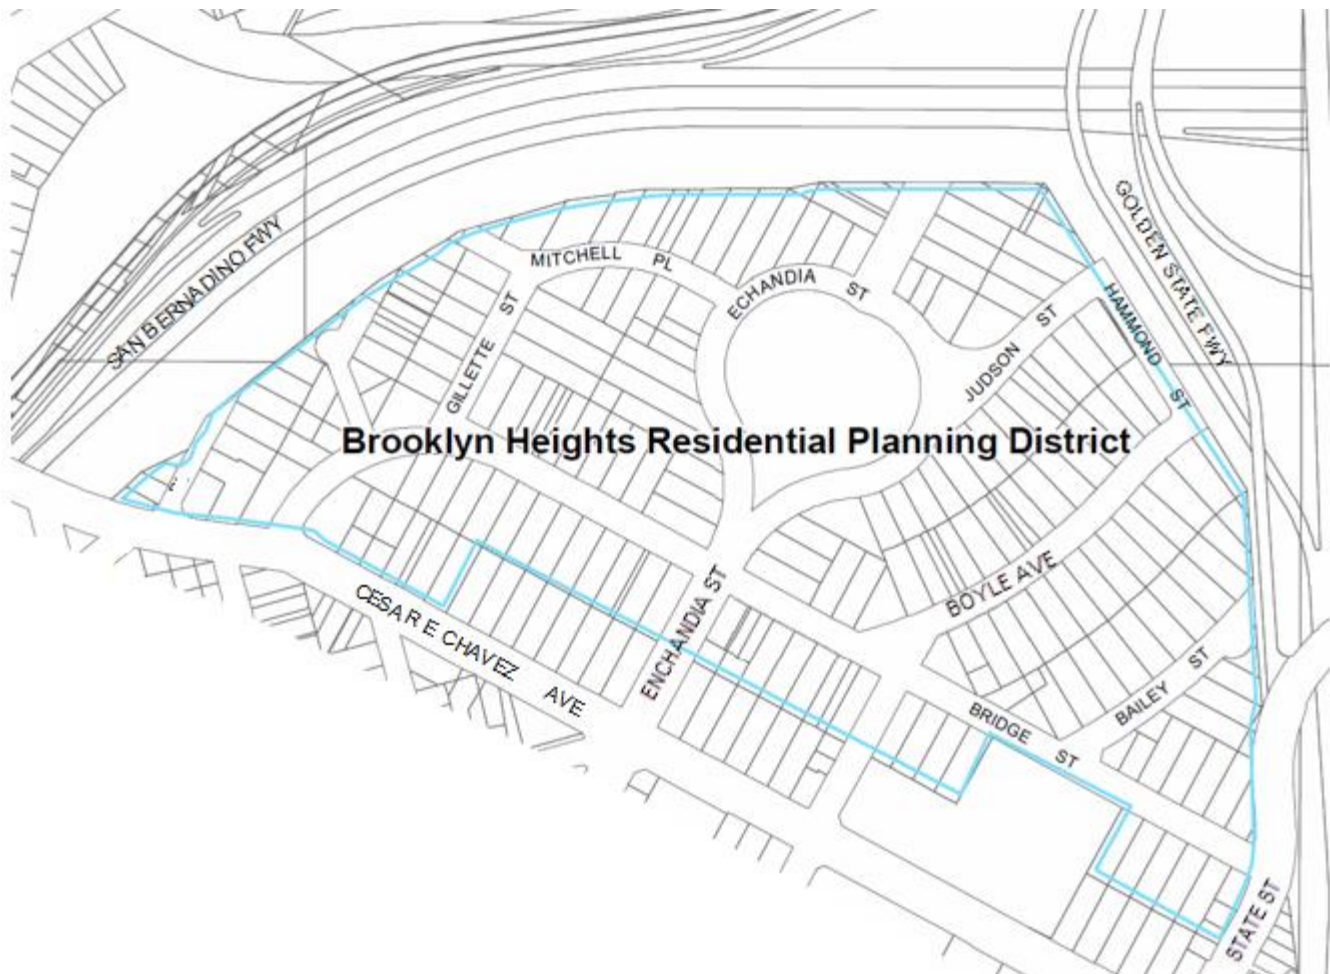 GOLDEN STATE FWY
SAN BERNADINO FWY
MITCHELL PL
ECHANDIA ST
HAMMOND ST
GILLETTE ST
JUDSON ST
Brooklyn Heights Residential Planning District
CESAR E CHAVEZ AVE
ENCHANDIA ST
BOYLE AVE
BAILEY ST
BRIDGE ST
STATE ST